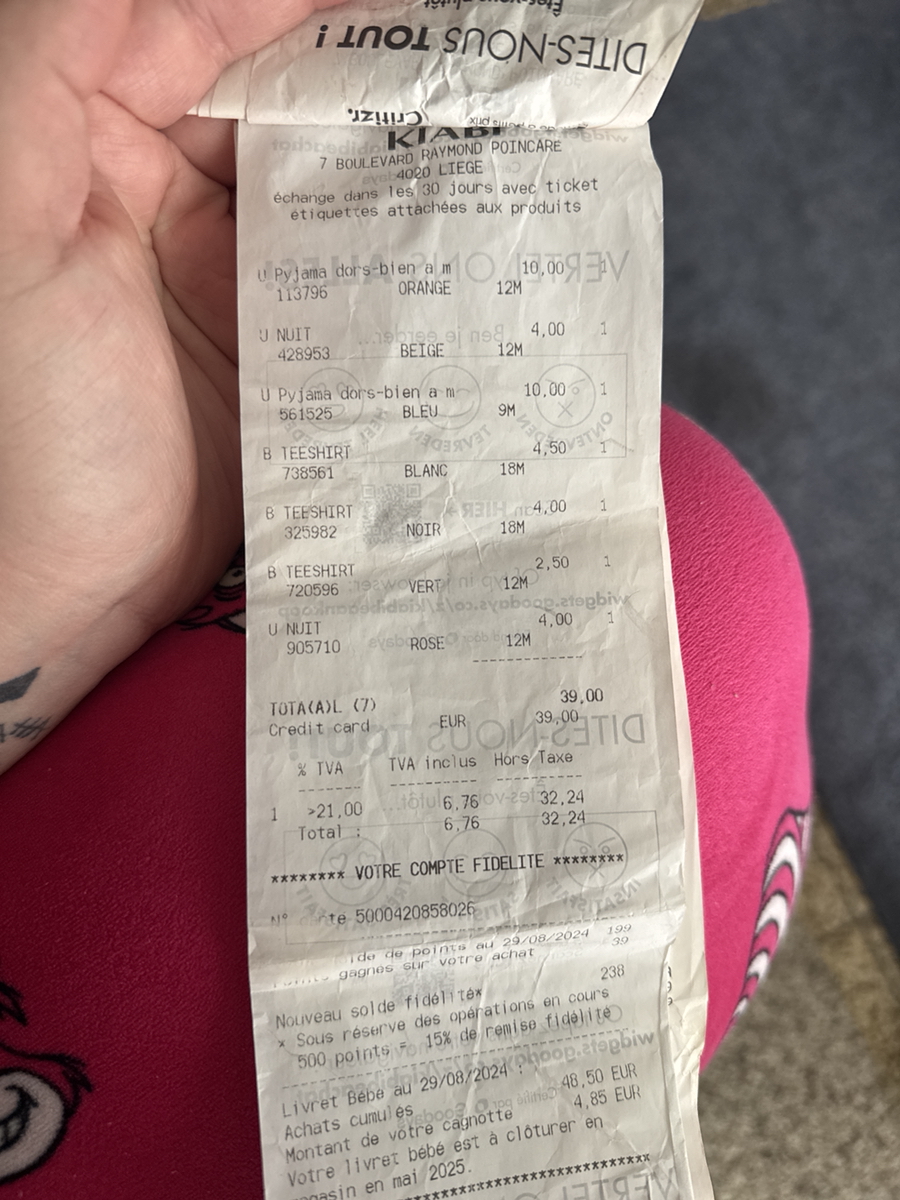 DITES-NOUS TOUT !
Critizr.
KIABI
7 BOULEVARD RAYMOND POINCARE
4020 LIEGE
échange dans les 30 jours avec ticket
étiquettes attachées aux produits
U Pyjama dors-bien a m 10,00 1
113796 ORANGE 12M
U NUIT 4,00 1
428953 BEIGE 12M
U Pyjama dors-bien a m 10,00 1
561525 BLEU 9M
B TEESHIRT 4,50 1
738561 BLANC 18M
B TEESHIRT 4,00 1
325982 NOIR 18M
B TEESHIRT 2,50 1
720596 VERT 12M
U NUIT 4,00 1
905710 ROSE 12M
------------
TOTA(A)L (7) 39,00
Credit card EUR 39,00
% TVA TVA inclus Hors Taxe
------- ---------- ----------
1 >21,00 6,76 32,24
Total : 6,76 32,24
******** VOTRE COMPTE FIDELITE ********
N° 5000420858026
de points au 29/08/2024 199
gagnés sur votre achat 39
238
Nouveau solde fidélité*
* Sous réserve des opérations en cours
500 points = 15% de remise fidélité
Livret Bébé au 29/08/2024 :
Achats cumulés 48,50 EUR
Montant de votre cagnotte 4,85 EUR
Votre livret bébé est à clôturer en
magasin en mai 2025.